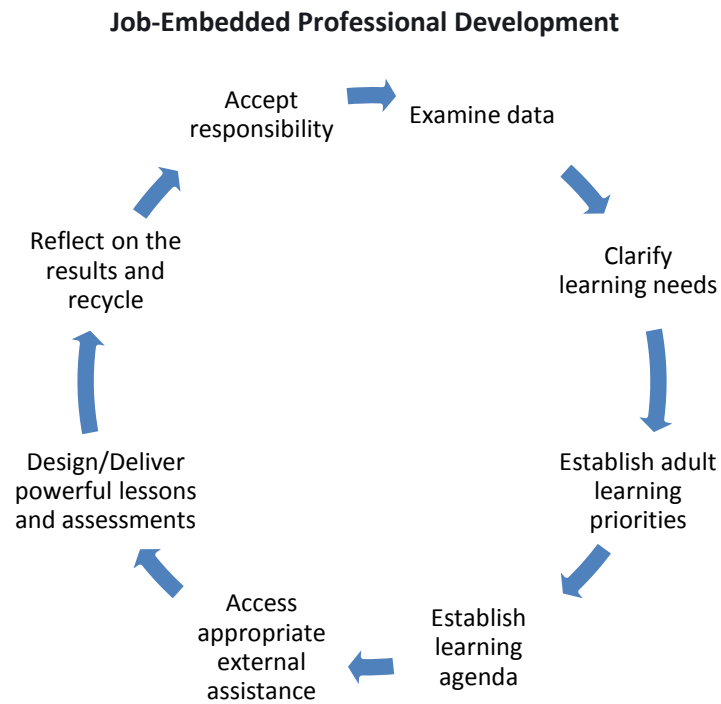 Job-Embedded Professional Development
Accept
responsibility
Examine data
Clarify
learning needs
Establish adult
learning
priorities
Establish
learning
agenda
Access
appropriate
external
assistance
Design/Deliver
powerful lessons
and assessments
Reflect on the
results and
recycle